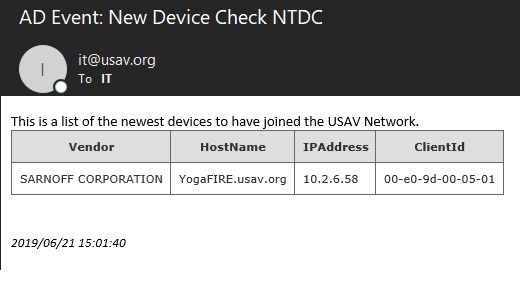 AD Event: New Device Check NTDC
I
it@usav.org
To IT
This is a list of the newest devices to have joined the USAV Network.
Vendor HostName IPAddress ClientId
SARNOFF CORPORATION YogaFIRE.usav.org 10.2.6.58 00-e0-9d-00-05-01
2019/06/21 15:01:40